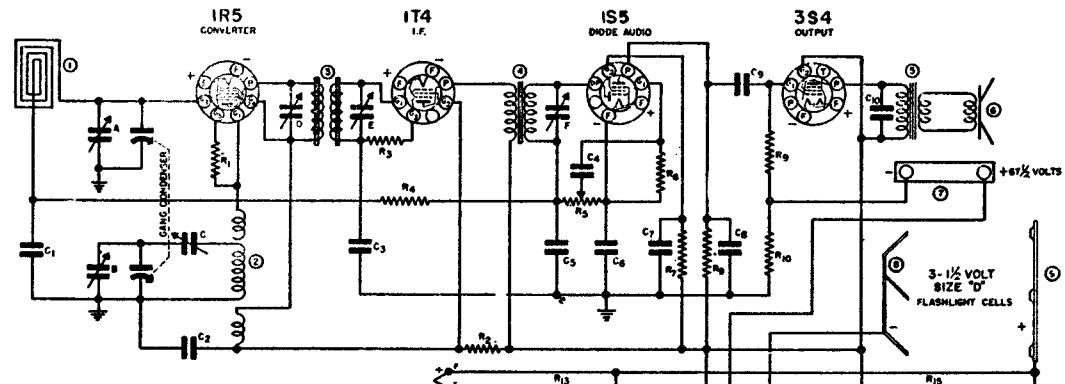 1R5
CONVERTER
1T4
I.F.
1S5
DIODE AUDIO
3S4
OUTPUT
1
3
4
5
6
A
D
E
F
C9
C10
R1
R3
C4
R6
R9
GANG CONDENSER
R4
R5
- + 67 1/2 VOLTS
7
C1
B
C
2
C3
C5
C6
C7
R7
R8
C8
R10
8
3-1½ VOLT
SIZE "D"
FLASHLIGHT CELLS
C2
R2
R13
R15